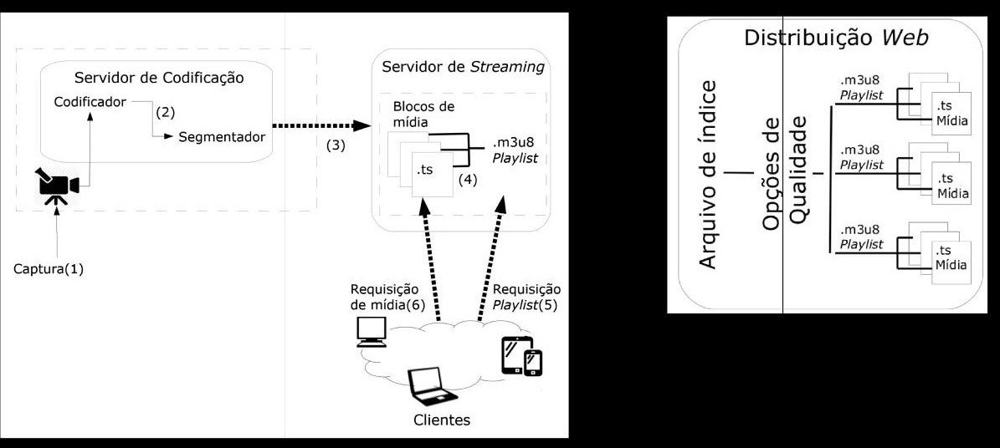 Servidor de Codificação
Codificador
(2)
Segmentador
(3)
Captura(1)
Servidor de Streaming
Blocos de
mídia
.ts
(4)
.m3u8
Playlist
Requisição
de mídia(6)
Requisição
Playlist(5)
Clientes
Distribuição Web
Arquivo de índice
Opções de
Qualidade
.m3u8
Playlist
.ts
Mídia
.m3u8
Playlist
.ts
Mídia
.m3u8
Playlist
.ts
Mídia